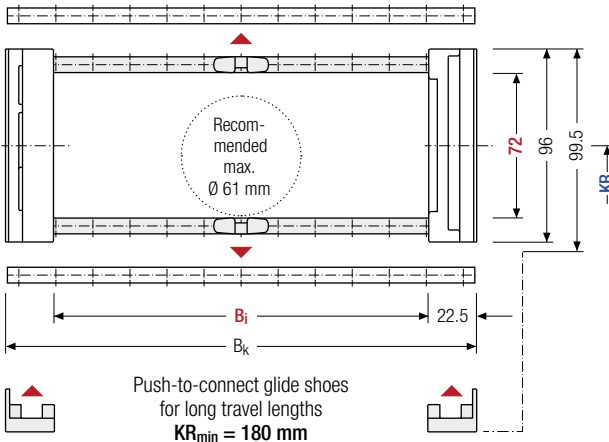 Recom-
mended
max.
Ø 61 mm
72
96
99.5
KR
Bi
22.5
Bk
Push-to-connect glide shoes
for long travel lengths
KRmin = 180 mm